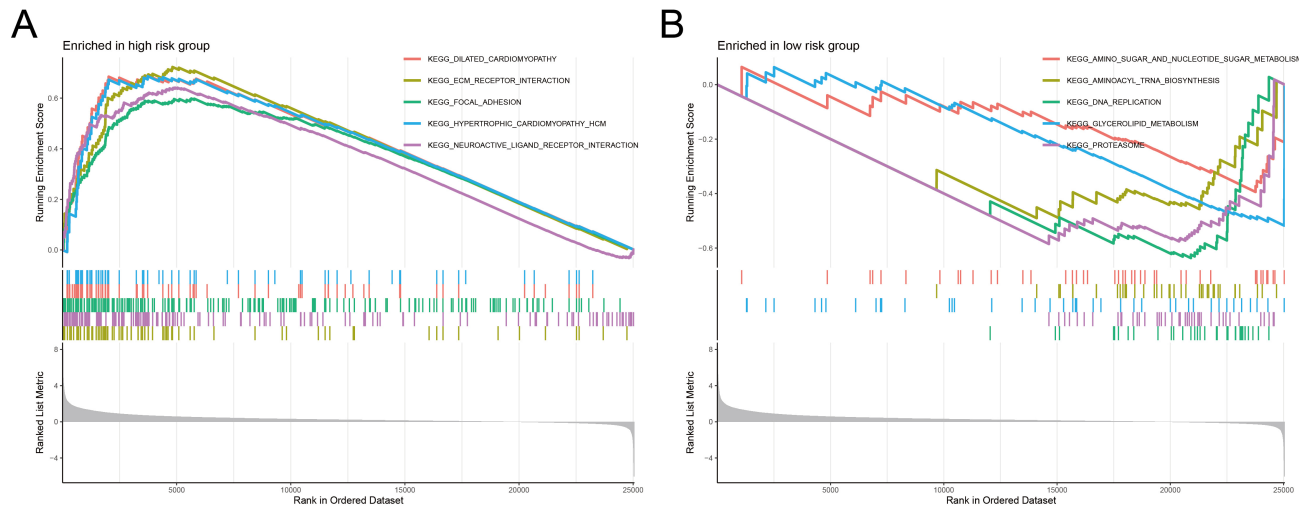 A
Enriched in high risk group
KEGG_DILATED_CARDIOMYOPATHY
KEGG_ECM_RECEPTOR_INTERACTION
KEGG_FOCAL_ADHESION
KEGG_HYPERTROPHIC_CARDIOMYOPATHY_HCM
KEGG_NEUROACTIVE_LIGAND_RECEPTOR_INTERACTION
Running Enrichment Score
0.6
0.4
0.2
0.0
Ranked List Metric
8
4
0
−4
5000
10000
15000
20000
25000
Rank in Ordered Dataset
B
Enriched in low risk group
KEGG_AMINO_SUGAR_AND_NUCLEOTIDE_SUGAR_METABOLISM
KEGG_AMINOACYL_TRNA_BIOSYNTHESIS
KEGG_DNA_REPLICATION
KEGG_GLYCEROLIPID_METABOLISM
KEGG_PROTEASOME
Running Enrichment Score
0.0
−0.2
−0.4
−0.6
Ranked List Metric
8
4
0
−4
5000
10000
15000
20000
25000
Rank in Ordered Dataset